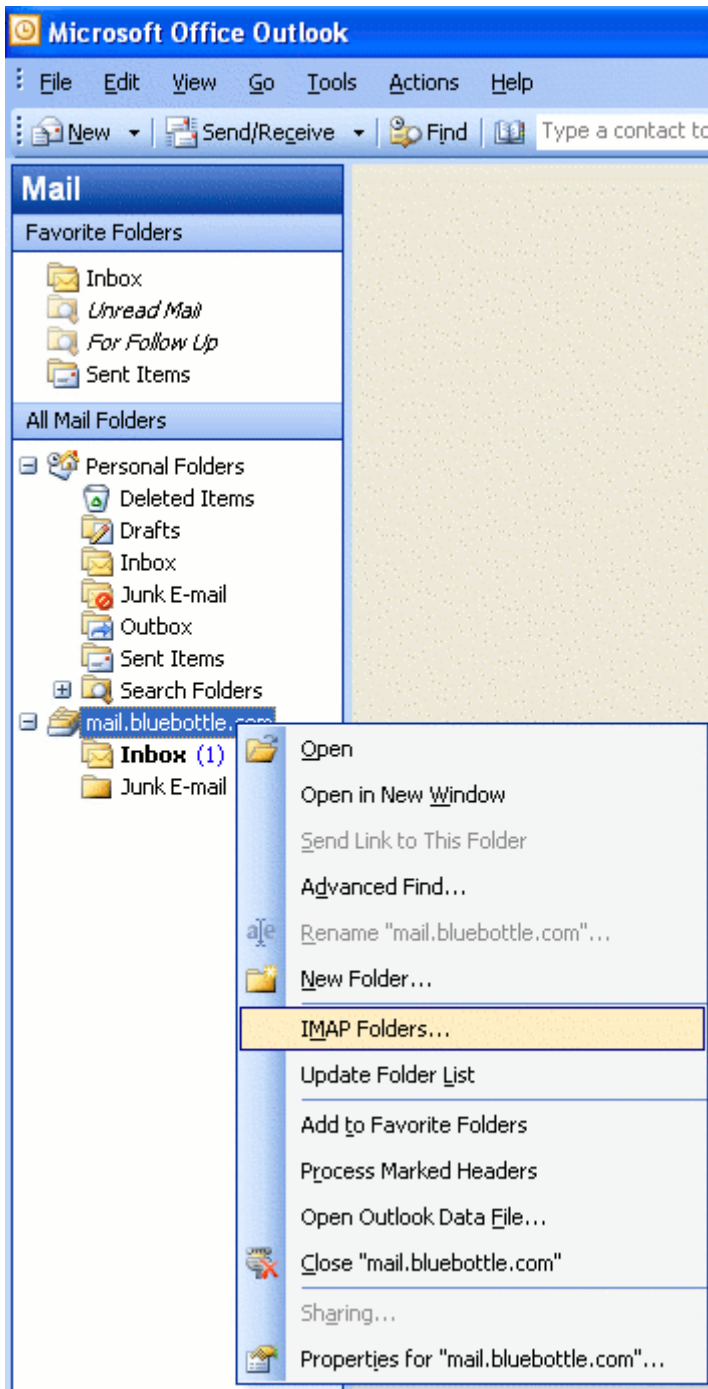 Microsoft Office Outlook
File Edit View Go Tools Actions Help
New Send/Receive Find Type a contact to
Mail
Favorite Folders
Inbox
Unread Mail
For Follow Up
Sent Items
All Mail Folders
Personal Folders
Deleted Items
Drafts
Inbox
Junk E-mail
Outbox
Sent Items
Search Folders
mail.bluebottle.com
Inbox (1)
Junk E-mail
Open
Open in New Window
Send Link to This Folder
Advanced Find...
Rename "mail.bluebottle.com"...
New Folder...
IMAP Folders...
Update Folder List
Add to Favorite Folders
Process Marked Headers
Open Outlook Data File...
Close "mail.bluebottle.com"
Sharing...
Properties for "mail.bluebottle.com"...